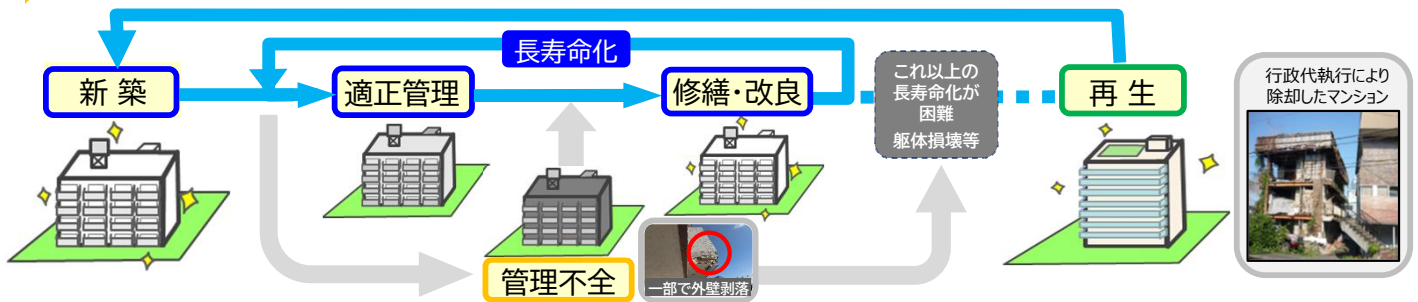 長寿命化
新築
適正管理
修繕・改良
これ以上の
長寿命化が
困難
躯体損壊等
再生
行政代執行により
除却したマンション
管理不全
一部で外壁剥落